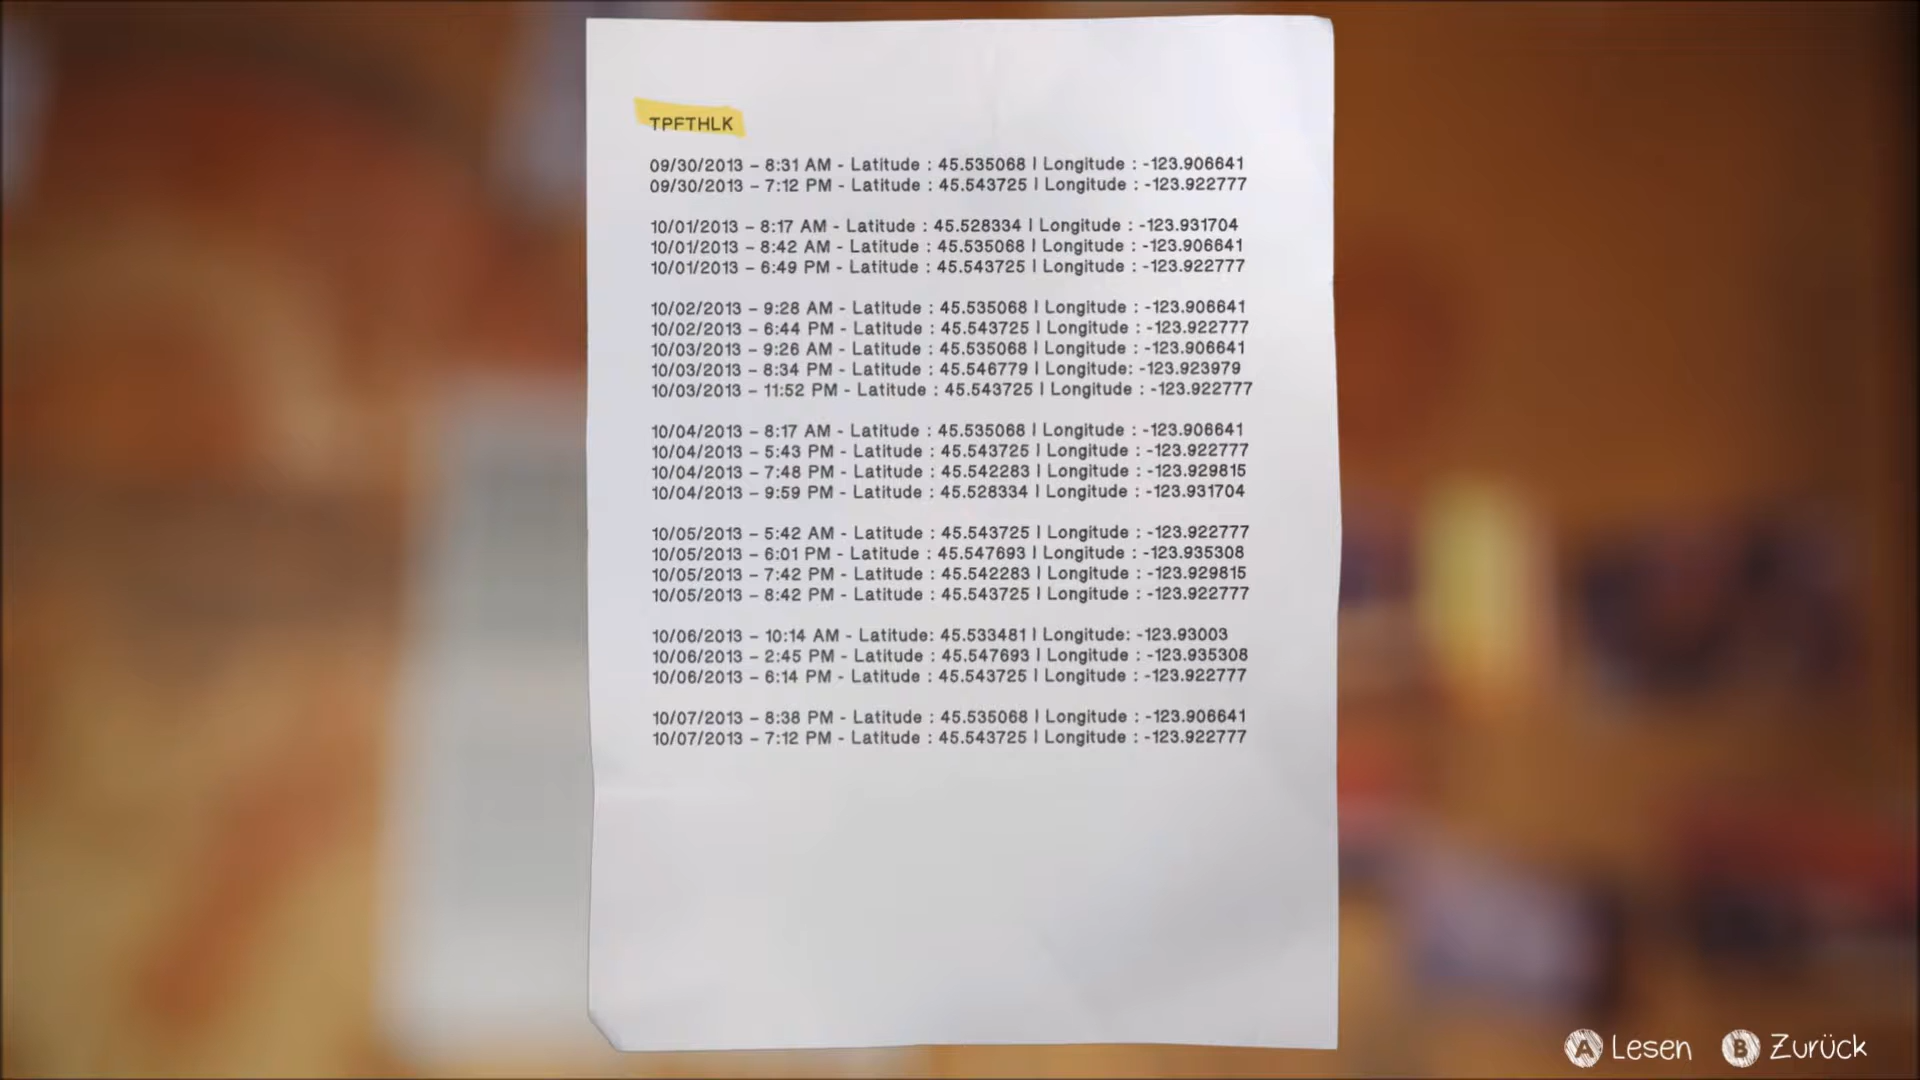 TPFTHLK
09/30/2013 – 8:31 AM - Latitude : 45.535068 | Longitude : -123.906641
09/30/2013 – 7:12 PM - Latitude : 45.543725 | Longitude : -123.922777
10/01/2013 – 8:17 AM - Latitude : 45.528334 | Longitude : -123.931704
10/01/2013 – 8:42 AM - Latitude : 45.535068 | Longitude : -123.906641
10/01/2013 – 6:49 PM - Latitude : 45.543725 | Longitude : -123.922777
10/02/2013 – 9:28 AM - Latitude : 45.535068 | Longitude : -123.906641
10/02/2013 – 6:44 PM - Latitude : 45.543725 | Longitude : -123.922777
10/03/2013 – 9:26 AM - Latitude : 45.535068 | Longitude : -123.906641
10/03/2013 – 8:34 PM - Latitude : 45.546779 | Longitude: -123.923979
10/03/2013 – 11:52 PM - Latitude : 45.543725 | Longitude : -123.922777
10/04/2013 – 8:17 AM - Latitude : 45.535068 | Longitude : -123.906641
10/04/2013 – 5:43 PM - Latitude : 45.543725 | Longitude : -123.922777
10/04/2013 – 7:48 PM - Latitude : 45.542283 | Longitude : -123.929815
10/04/2013 – 9:59 PM - Latitude : 45.528334 | Longitude : -123.931704
10/05/2013 – 5:42 AM - Latitude : 45.543725 | Longitude : -123.922777
10/05/2013 – 6:01 PM - Latitude : 45.547693 | Longitude : -123.935308
10/05/2013 – 7:42 PM - Latitude : 45.542283 | Longitude : -123.929815
10/05/2013 – 8:42 PM - Latitude : 45.543725 | Longitude : -123.922777
10/06/2013 – 10:14 AM - Latitude: 45.533481 | Longitude: -123.93003
10/06/2013 – 2:45 PM - Latitude : 45.547693 | Longitude : -123.935308
10/06/2013 – 6:14 PM - Latitude : 45.543725 | Longitude : -123.922777
10/07/2013 – 8:38 PM - Latitude : 45.535068 | Longitude : -123.906641
10/07/2013 – 7:12 PM - Latitude : 45.543725 | Longitude : -123.922777
A Lesen B Zurück